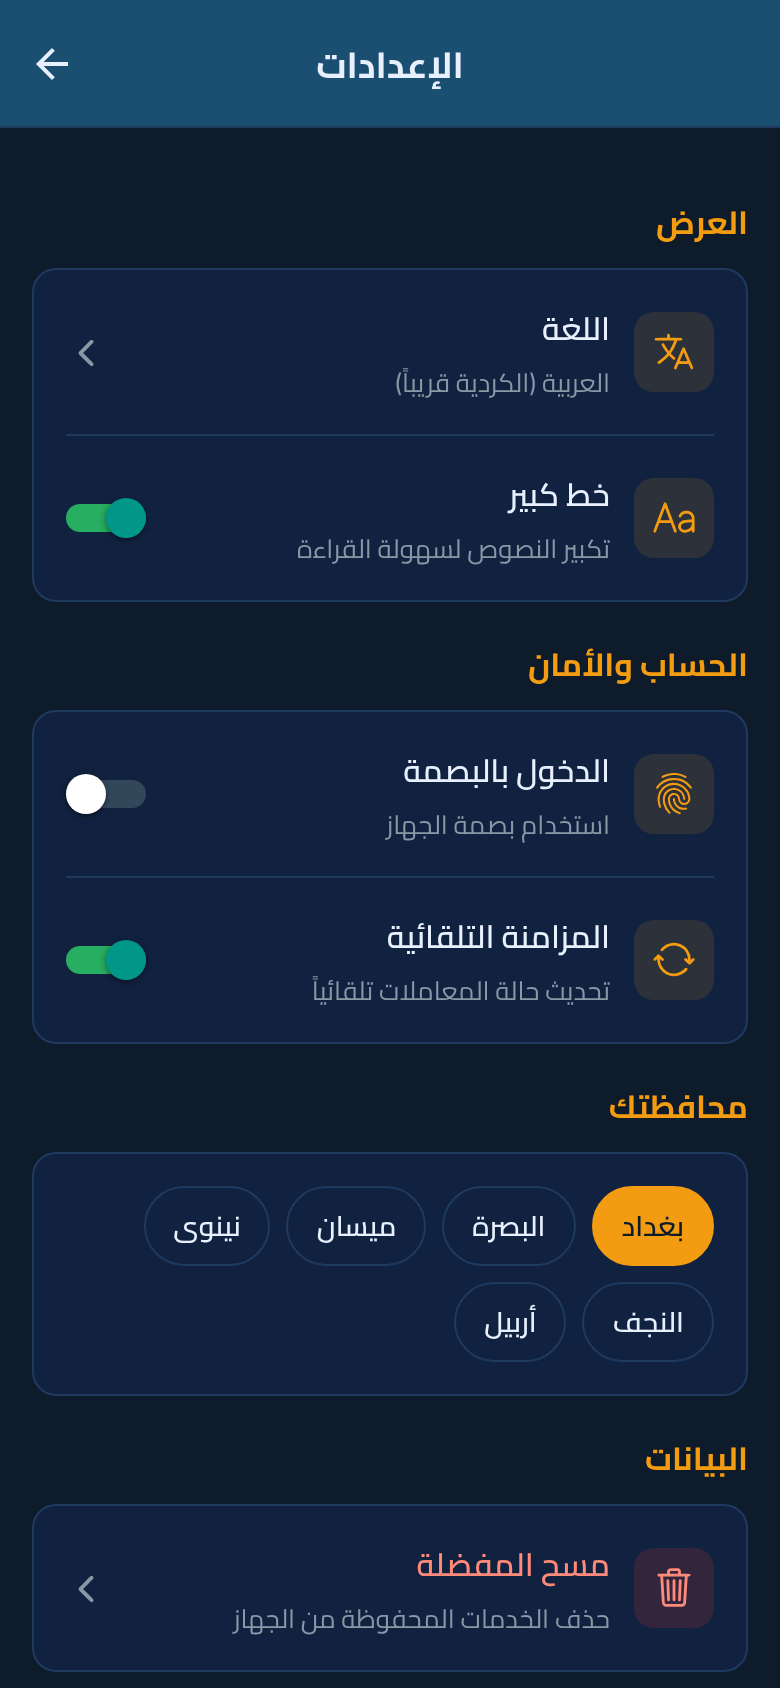 الإعدادات
العرض
اللغة
العربية (الكردية قريباً)
خط كبير
تكبير النصوص لسهولة القراءة
الحساب والأمان
الدخول بالبصمة
استخدام بصمة الجهاز
المزامنة التلقائية
تحديث حالة المعاملات تلقائياً
محافظتك
بغداد البصرة ميسان نينوى
النجف أربيل
البيانات
مسح المفضلة
حذف الخدمات المحفوظة من الجهاز